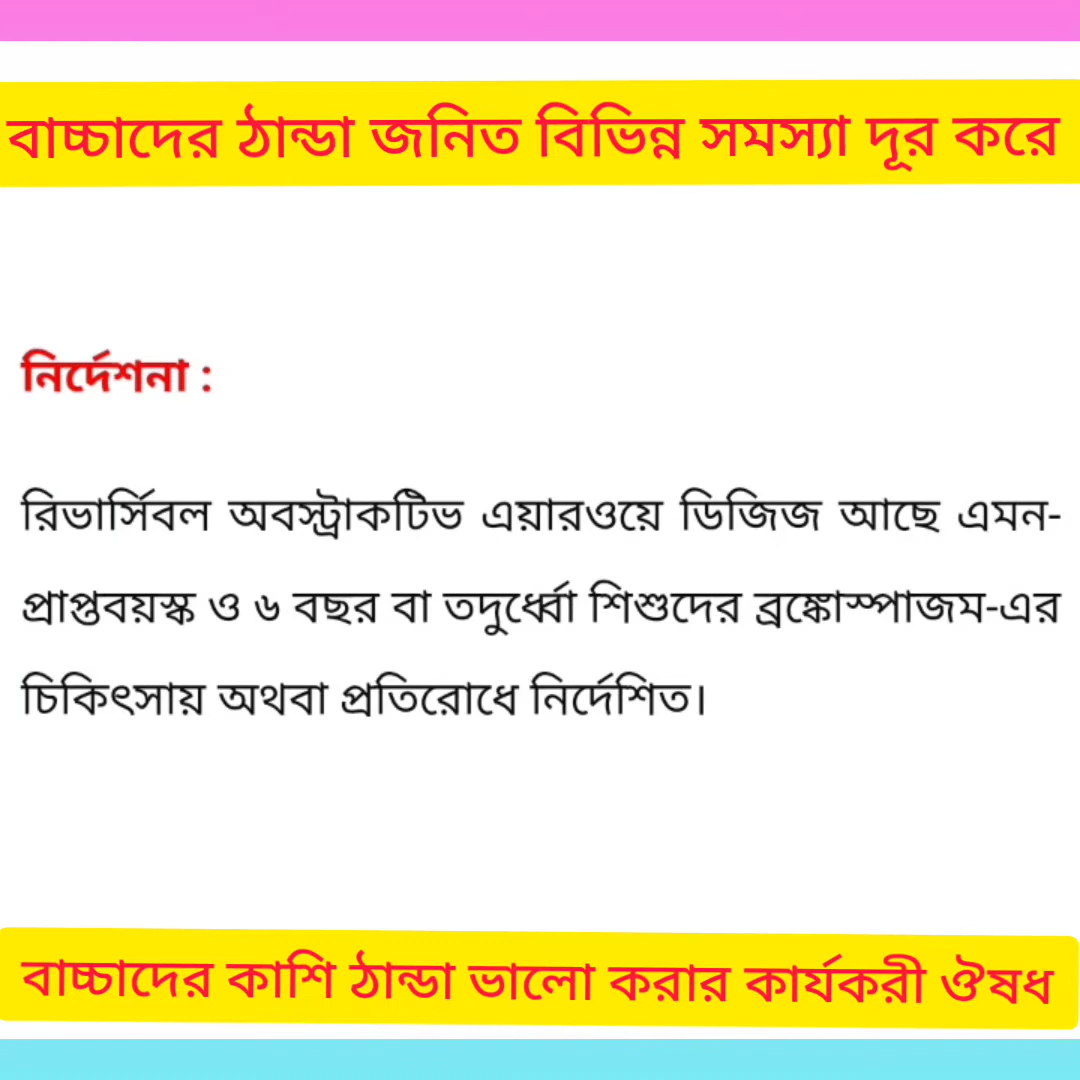 বাচ্চাদের ঠান্ডা জনিত বিভিন্ন সমস্যা দূর করে
নির্দেশনা :
রিভার্সিবল অবস্ট্রাকটিভ এয়ারওয়ে ডিজিজ আছে এমন-
প্রাপ্তবয়স্ক ও ৬ বছর বা তদুর্ধ্বো শিশুদের ব্রঙ্কোস্পাজম-এর
চিকিৎসায় অথবা প্রতিরোধে নির্দেশিত।
বাচ্চাদের কাশি ঠান্ডা ভালো করার কার্যকরী ঔষধ